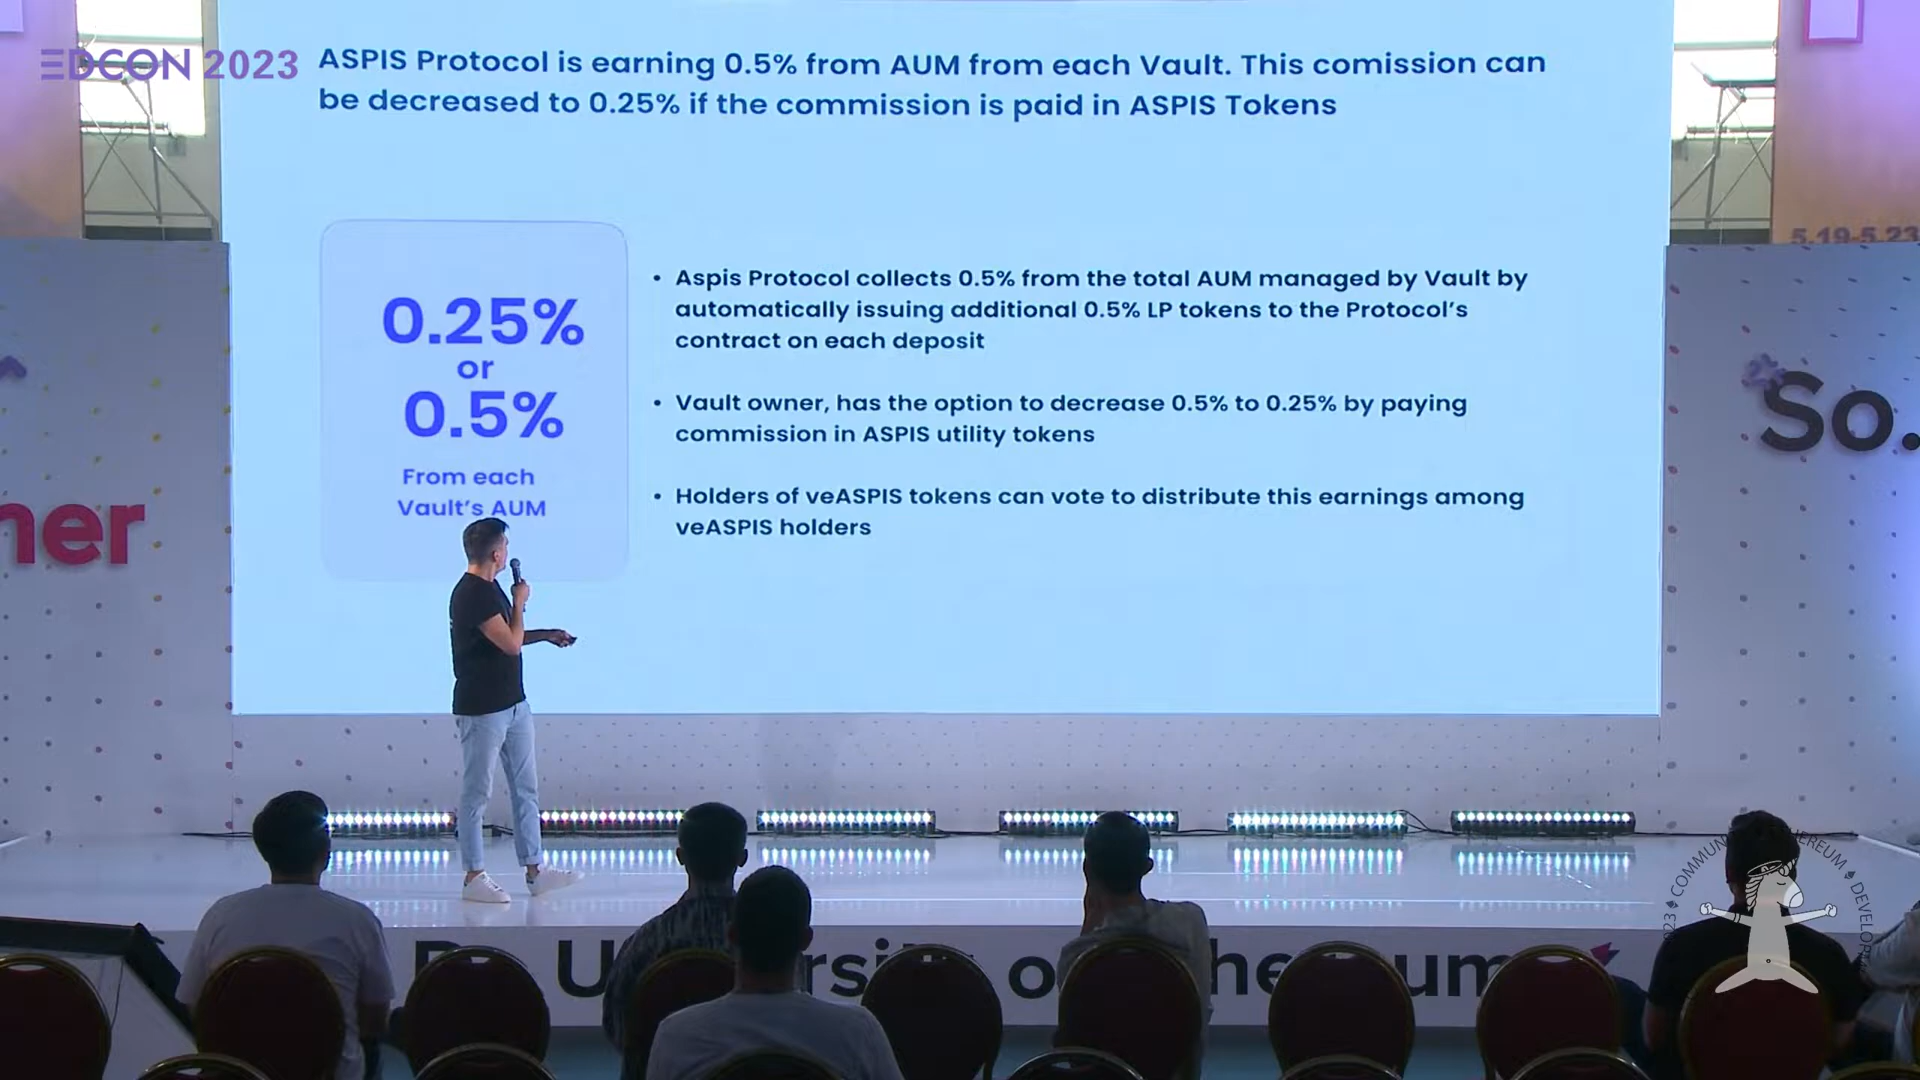 EDCON 2023
ASPIS Protocol is earning 0.5% from AUM from each Vault. This comission can
be decreased to 0.25% if the commission is paid in ASPIS Tokens
5.19-5.23
0.25%
or
0.5%
From each
Vault's AUM
• Aspis Protocol collects 0.5% from the total AUM managed by Vault by
automatically issuing additional 0.5% LP tokens to the Protocol's
contract on each deposit
• Vault owner, has the option to decrease 0.5% to 0.25% by paying
commission in ASPIS utility tokens
• Holders of veASPIS tokens can vote to distribute this earnings among
veASPIS holders
ner
So.